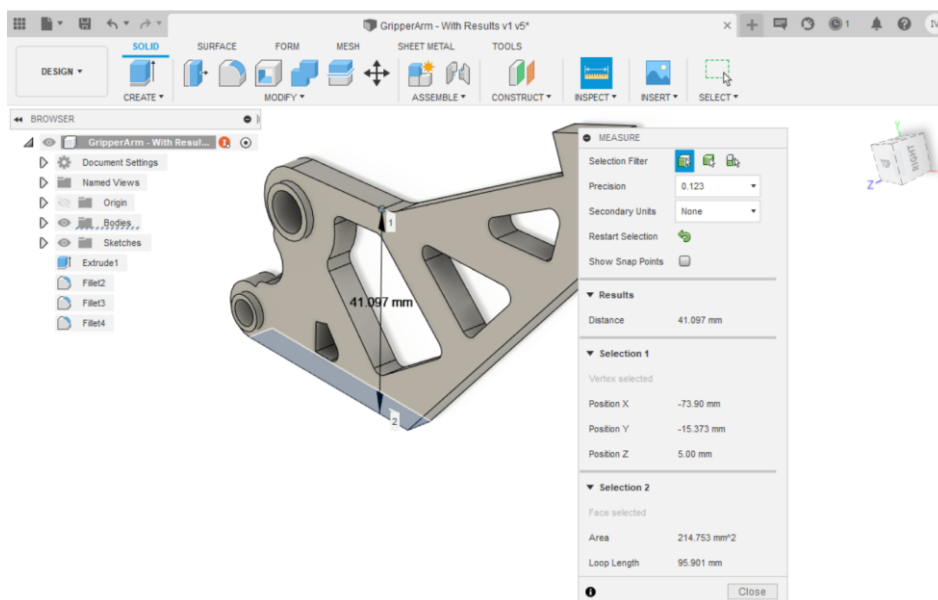 GripperArm - With Results v1 v5*
1
IV
SOLID SURFACE FORM MESH SHEET METAL TOOLS
DESIGN
CREATE MODIFY ASSEMBLE CONSTRUCT INSPECT INSERT SELECT
BROWSER
GripperArm - With Resul...
Document Settings
Named Views
Origin
Bodies
Sketches
Extrude1
Fillet2
Fillet3
Fillet4
1
41.097 mm
2
MEASURE
Selection Filter
Precision 0.123
Secondary Units None
Restart Selection
Show Snap Points
Results
Distance 41.097 mm
Selection 1
Vertex selected
Position X -73.90 mm
Position Y -15.373 mm
Position Z 5.00 mm
Selection 2
Face selected
Area 214.753 mm^2
Loop Length 95.901 mm
Close
Y
Z
RIGHT